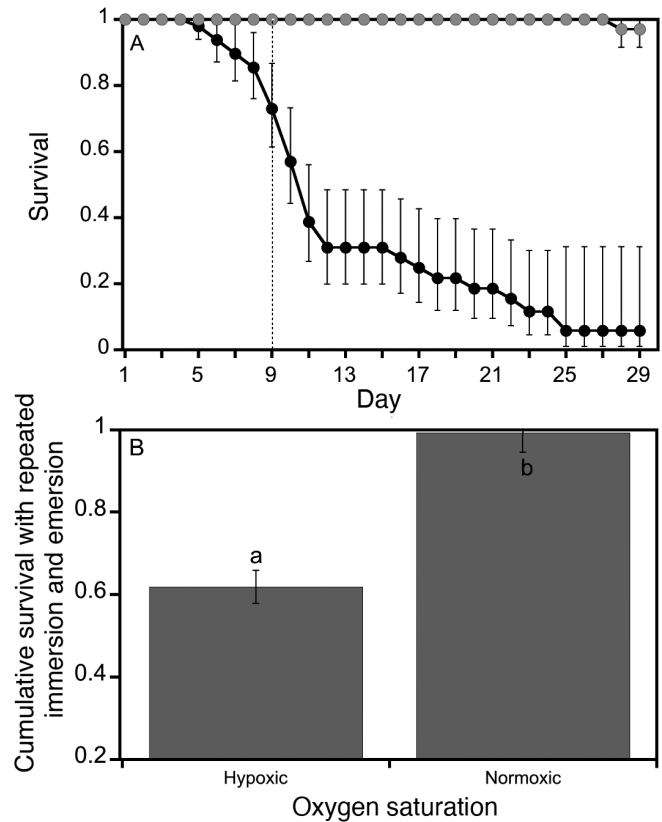 1
A
0.8
0.6
0.4
0.2
0
Survival
1 5 9 13 17 21 25 29
Day
1
B
0.8
0.6
0.4
0.2
Cumulative survival with repeated
immersion and emersion
a
b
Hypoxic Normoxic
Oxygen saturation